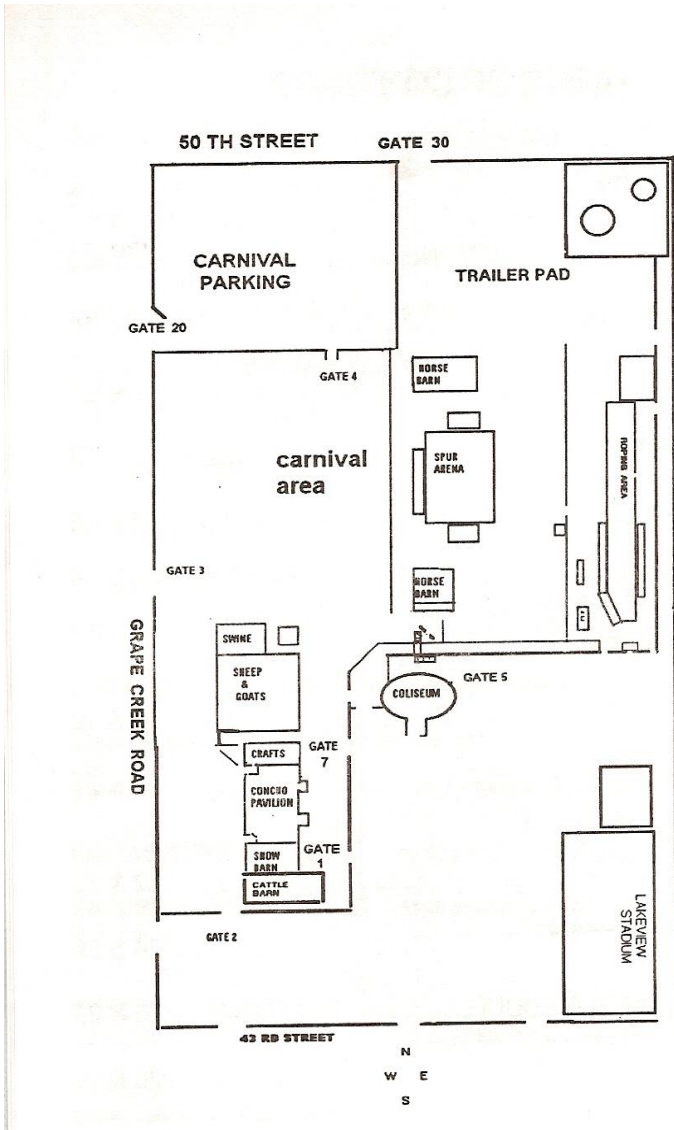 50 TH STREET
GATE 30
CARNIVAL
PARKING
TRAILER PAD
GATE 20
GATE 4
HORSE
BARN
carnival
area
SPUR
ARENA
ROPING AREA
GATE 3
HORSE
BARN
GRAPE CREEK ROAD
SWINE
SHEEP
&
GOATS
GATE 5
COLISEUM
CRAFTS
GATE
7
CONCHO
PAVILION
GATE
1
SHOW
BARN
CATTLE
BARN
LAKEVIEW
STADIUM
GATE 2
43 RD STREET
N
W E
S